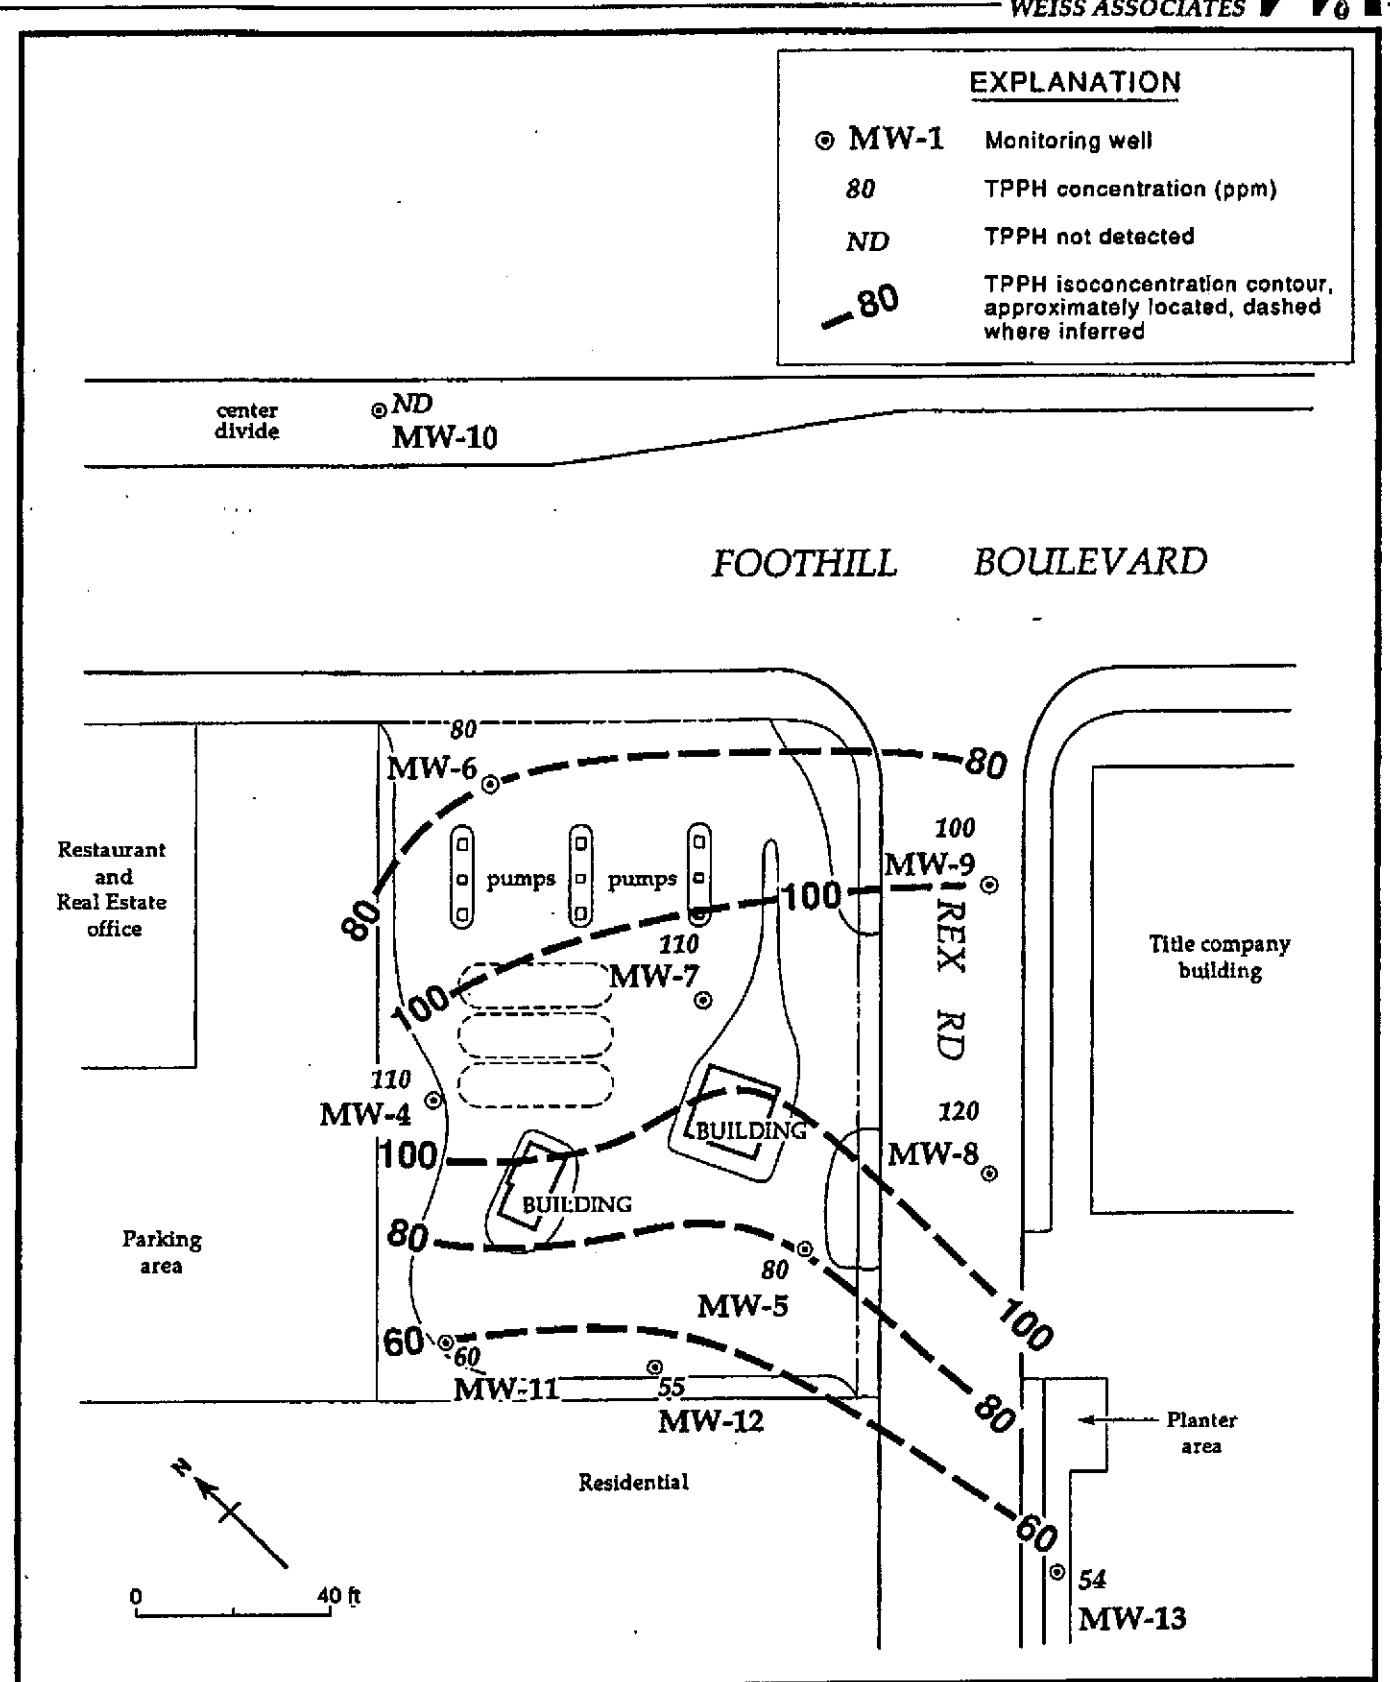 WEISS ASSOCIATES
EXPLANATION
MW-1 Monitoring well
80 TPPH concentration (ppm)
ND TPPH not detected
80 TPPH isoconcentration contour,
approximately located, dashed
where inferred
center
divide
ND
MW-10
FOOTHILL BOULEVARD
80
MW-6
80
100
MW-9
Restaurant
and
Real Estate
office
pumps
pumps
80
100
REX RD
110
MW-7
Title company
building
100
110
MW-4
120
MW-8
BUILDING
100
BUILDING
80
Parking
area
80
MW-5
100
60
60
MW-11
55
MW-12
80
Planter
area
Residential
N
60
54
MW-13
0
40 ft